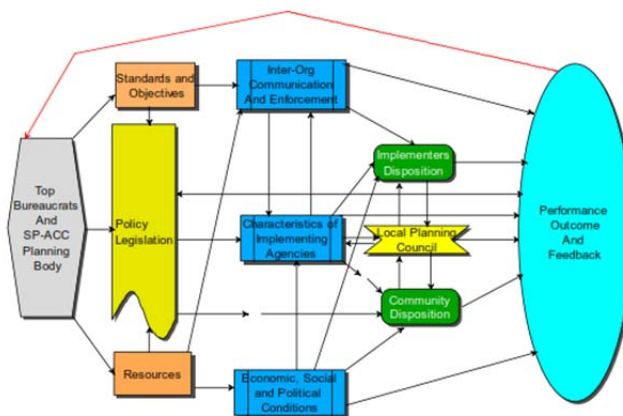 Standards and
Objectives
Inter-Org
Communication
And Enforcement
Implementers
Disposition
Top
Bureaucrats
And
SP-ACC
Planning
Body
Policy
Legislation
Characteristics of
Implementing
Agencies
Local Planning
Council
Performance
Outcome
And
Feedback
Community
Disposition
Resources
Economic, Social
and Political
Conditions